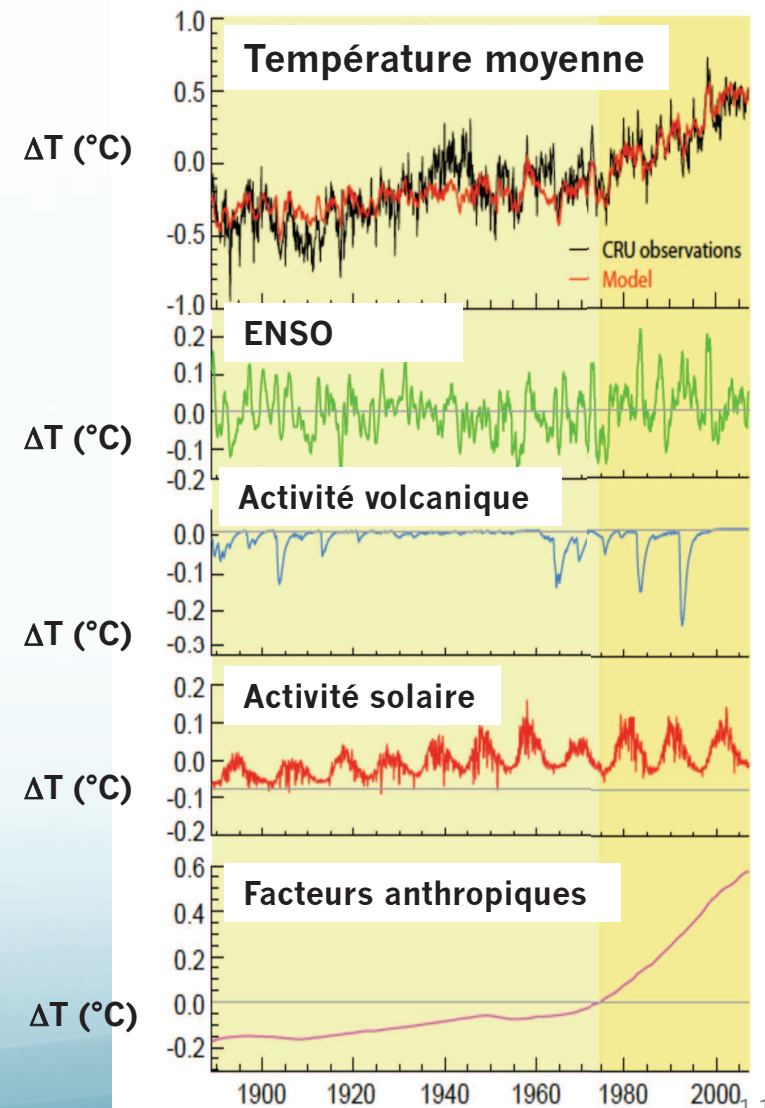 Température moyenne
ΔT (°C)
1.0
0.5
0.0
-0.5
-1.0
CRU observations
Model
ENSO
ΔT (°C)
0.2
0.1
0.0
-0.1
-0.2
Activité volcanique
ΔT (°C)
0.0
-0.1
-0.2
-0.3
Activité solaire
ΔT (°C)
0.2
0.1
0.0
-0.1
-0.2
Facteurs anthropiques
ΔT (°C)
0.6
0.4
0.2
0.0
-0.2
1900 1920 1940 1960 1980 2000